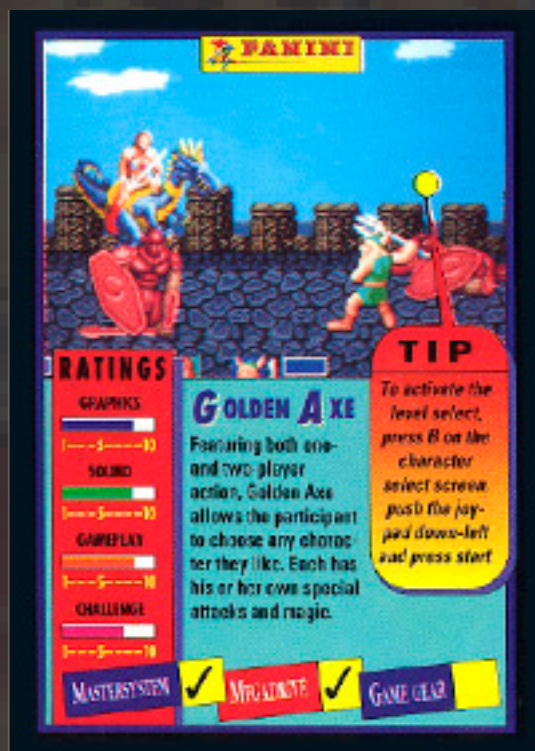 PANINI
RATINGS
GRAPHICS
1----5-----10
SOUND
1----5-----10
GAMEPLAY
1----5-----10
CHALLENGE
1----5-----10
GOLDEN AXE
Featuring both one-
and two-player
action, Golden Axe
allows the participant
to choose any charac-
ter they like. Each has
his or her own special
attacks and magic.
TIP
To activate the
level select,
press B on the
character
select screen
push the joy-
pad down-left
and press start
MASTERSYSTEM ✓ MEGADRIVE ✓ GAME GEAR